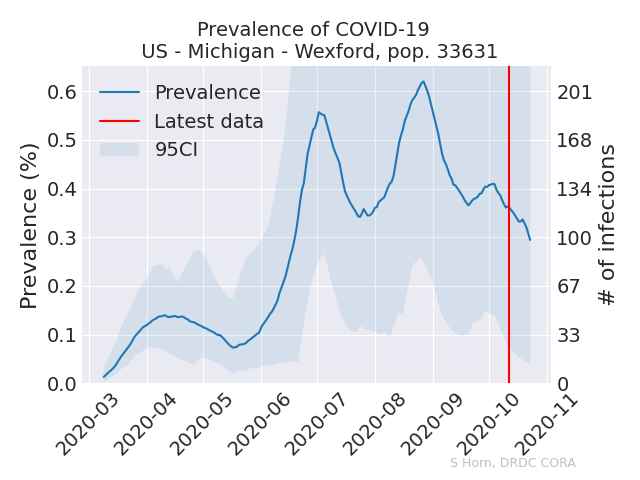 Prevalence of COVID-19
US - Michigan - Wexford, pop. 33631
Prevalence
Latest data
95CI
Prevalence (%)
0.6
0.5
0.4
0.3
0.2
0.1
0.0
201
168
134
100
67
33
0
# of infections
2020-03
2020-04
2020-05
2020-06
2020-07
2020-08
2020-09
2020-10
2020-11
S Horn, DRDC CORA